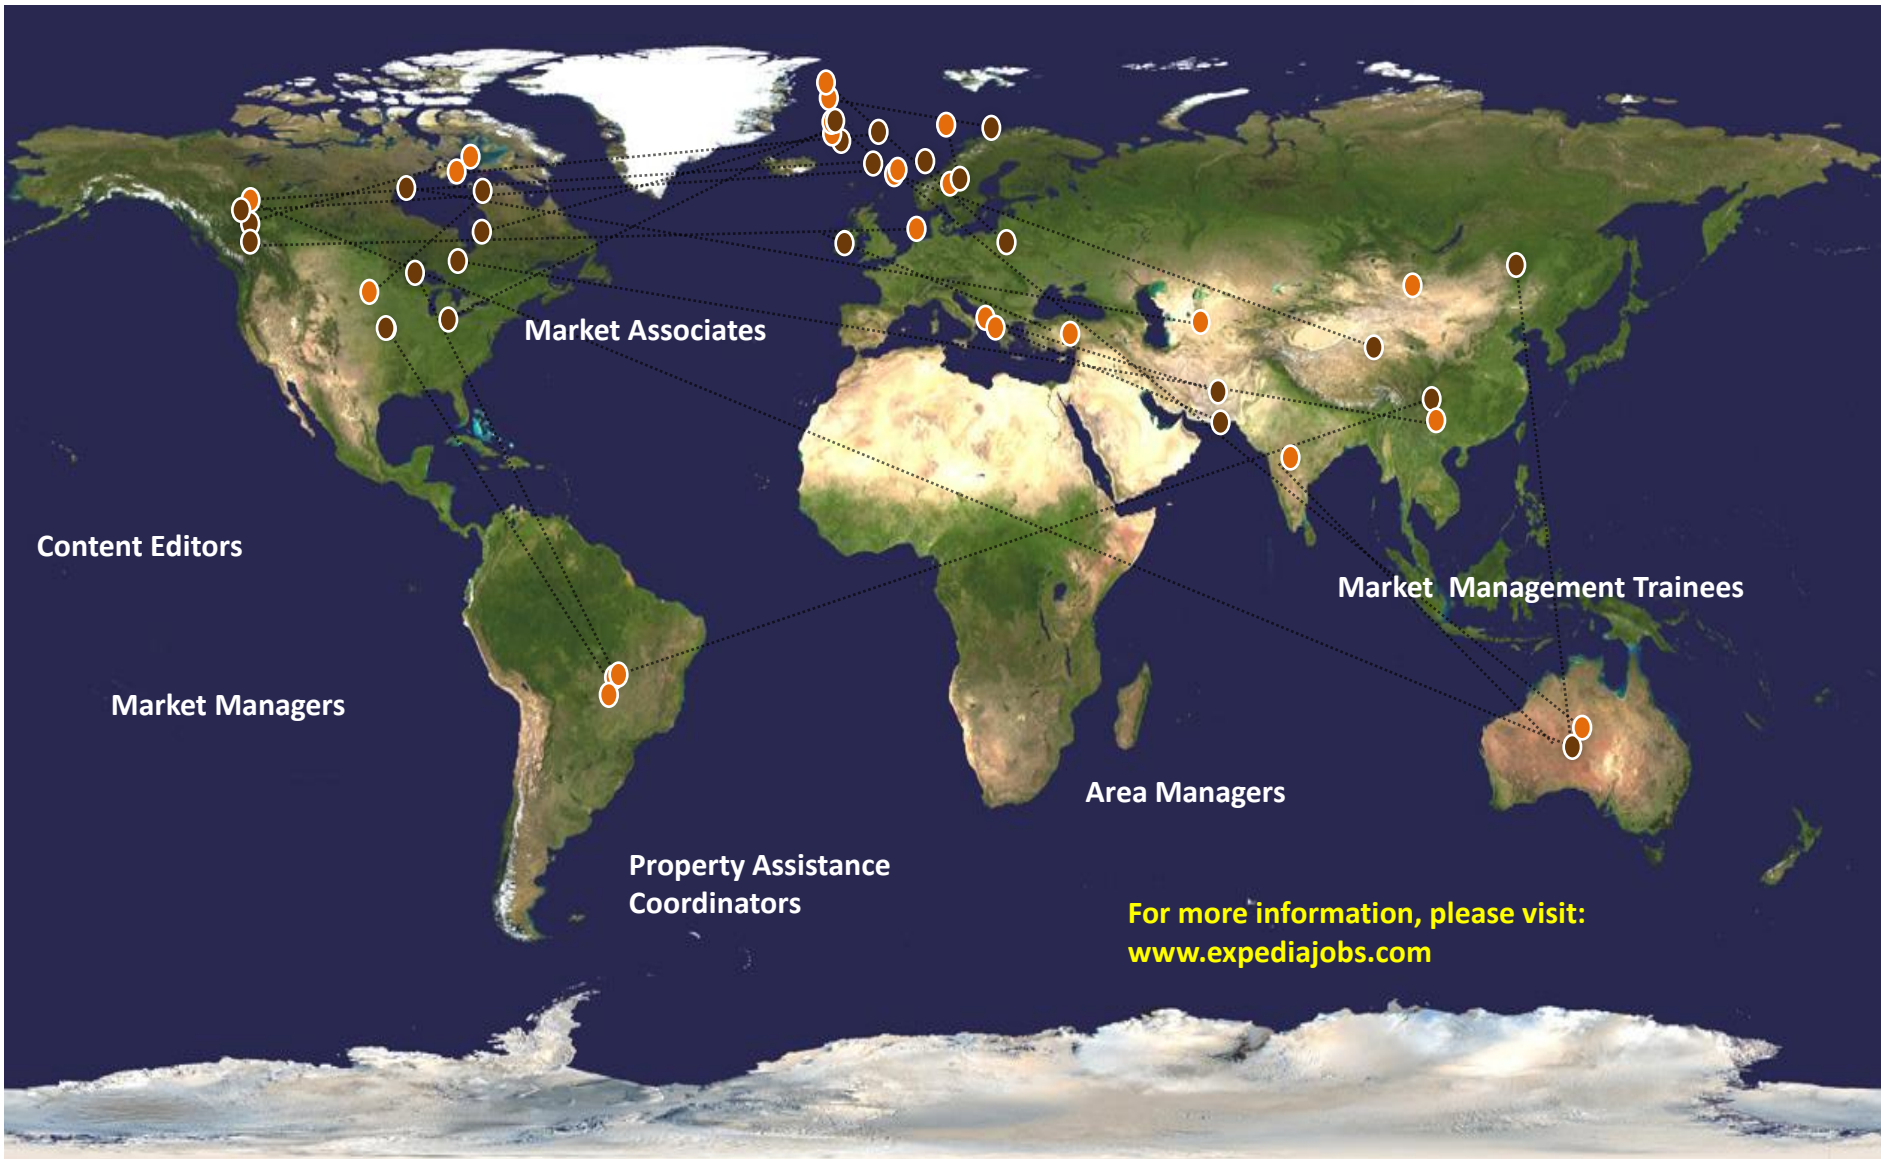 Market Associates
Content Editors
Market  Management Trainees
Market Managers
Area Managers
Property Assistance
Coordinators
For more information, please visit:
www.expediajobs.com